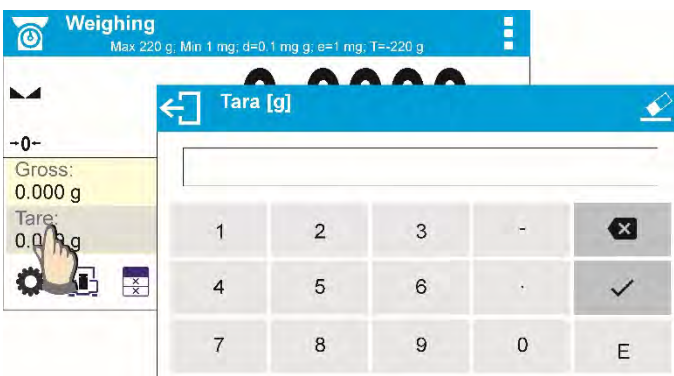 Weighing
Max 220 g; Min 1 mg; d=0.1 mg g; e=1 mg; T=-220 g
→0←
Gross:
0.000 g
Tare:
Tara [g]
1 2 3 -
4 5 6 .
7 8 9 0 E